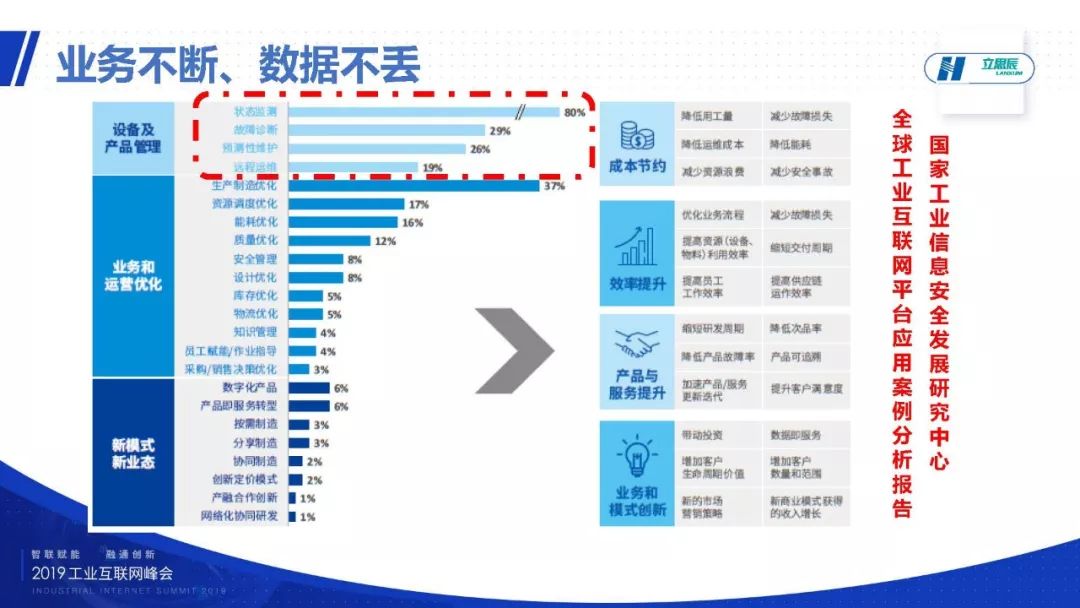 业务不断、数据不丢
立思辰
LANXUM
设备及
产品管理
状态监测 80%
故障诊断 29%
预测性维护 26%
远程运维 19%
业务和
运营优化
生产制造优化 37%
资源调度优化 17%
能耗优化 16%
质量优化 12%
安全管理 8%
设计优化 8%
库存优化 5%
物流优化 5%
知识管理 4%
员工赋能/作业指导 4%
采购/销售决策优化 3%
新模式
新业态
数字化产品 6%
产品即服务转型 6%
按需制造 3%
分享制造 3%
协同制造 2%
创新定价模式 2%
产融合作创新 1%
网络化协同研发 1%
成本节约
降低用工量 减少故障损失
降低运维成本 降低能耗
减少资源浪费 减少安全事故
效率提升
优化业务流程 减少故障损失
提高资源(设备、
物料)利用效率
缩短交付周期
提高员工
工作效率
提高供应链
运作效率
产品与
服务提升
缩短研发周期 降低次品率
降低产品故障率 产品可追溯
加速产品/服务
更新迭代
提升客户满意度
业务和
模式创新
带动投资 数据即服务
增加客户
生命周期价值
增加客户
数量和范围
新的市场
营销策略
新商业模式获得
的收入增长
国家工业信息安全发展研究中心
全球工业互联网平台应用案例分析报告
智联赋能 融通创新
2019工业互联网峰会
INDUSTRIAL INTERNET SUMMIT 2019